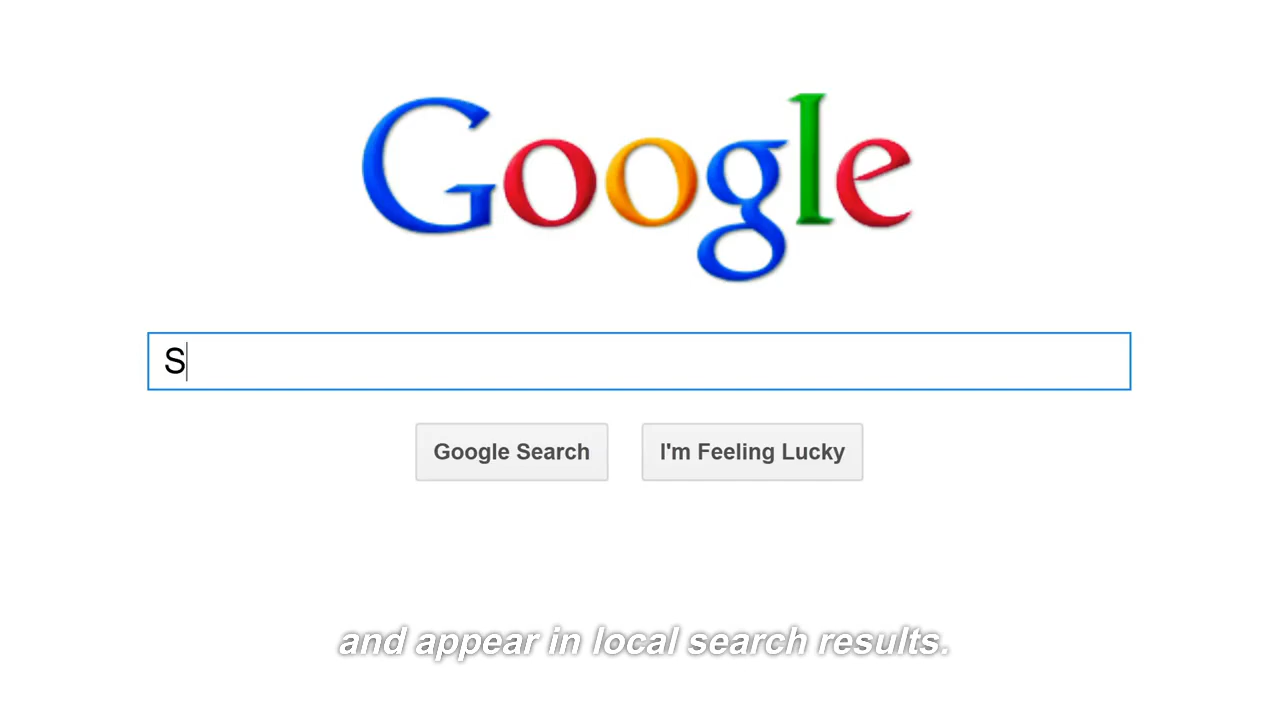 Google
S
Google Search
I'm Feeling Lucky
and appear in local search results.